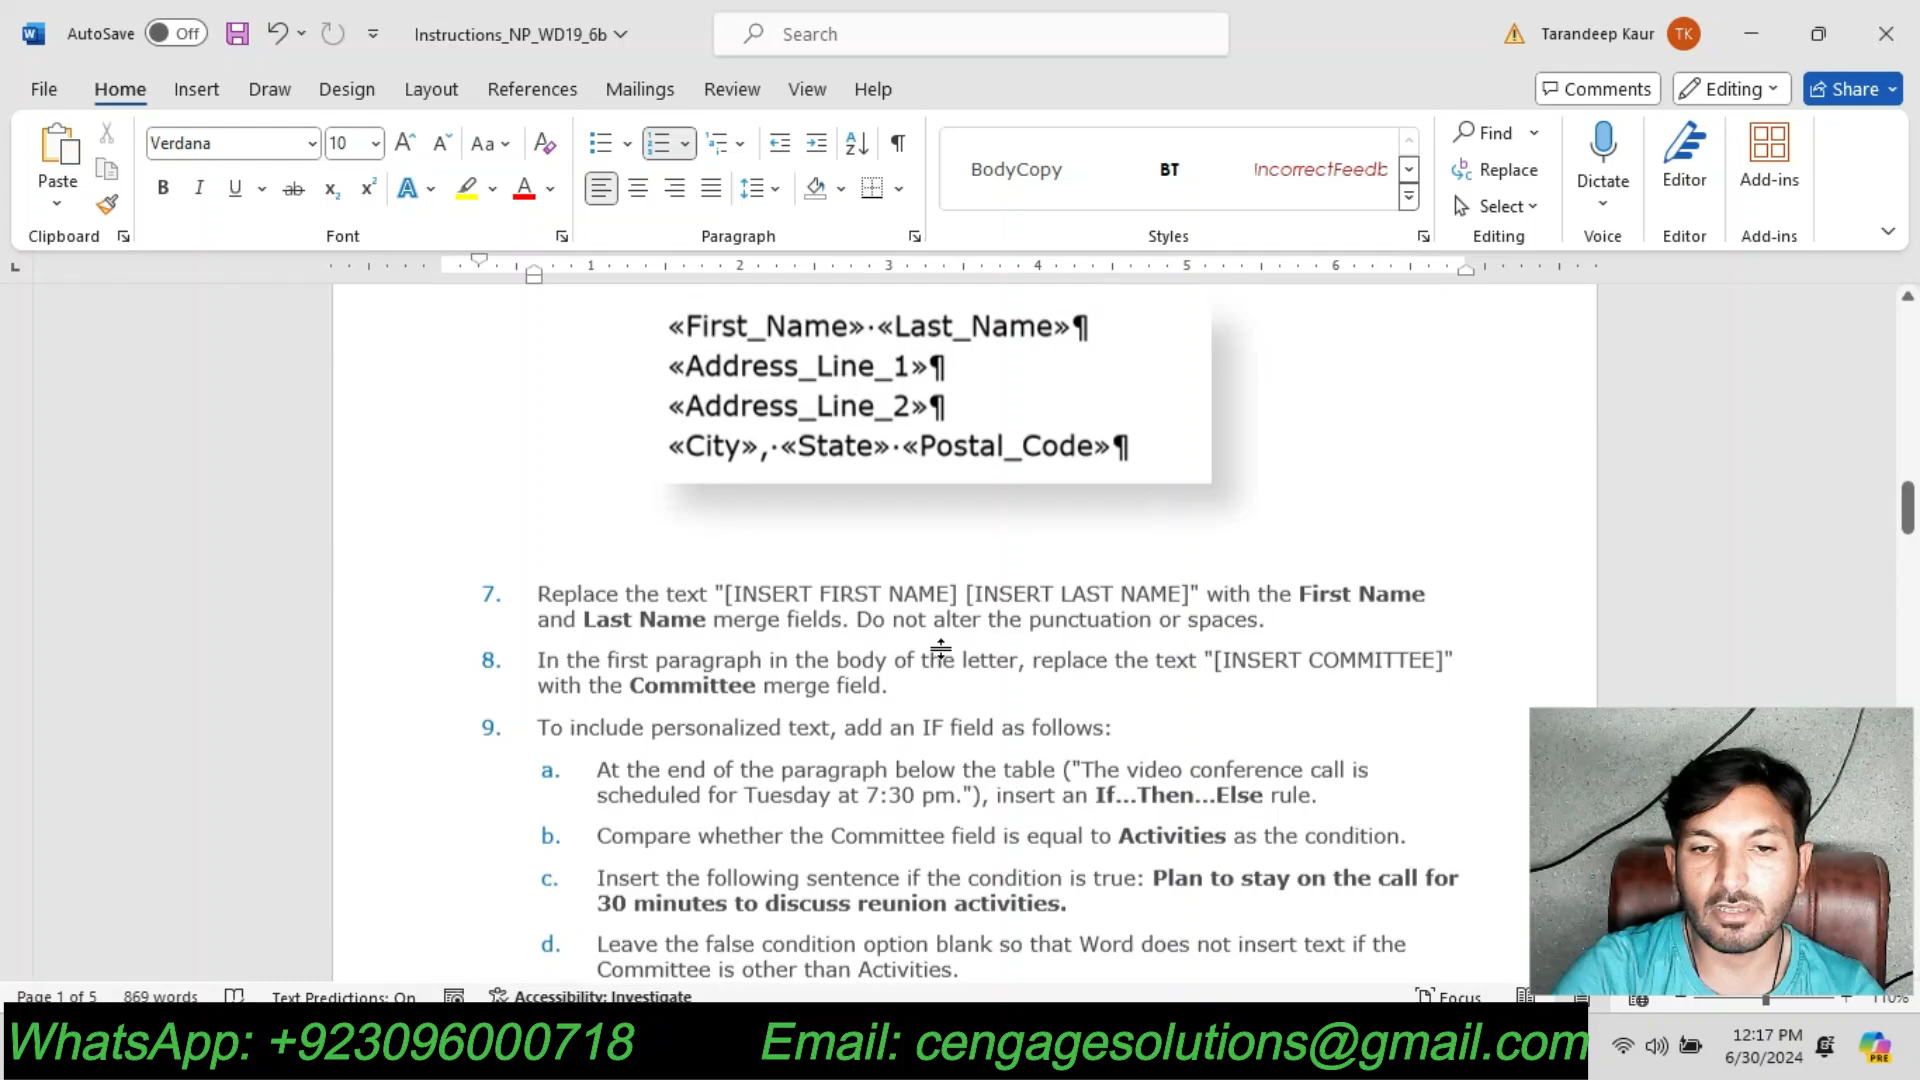 AutoSave Off Instructions_NP_WD19_6b Search Tarandeep Kaur TK
File Home Insert Draw Design Layout References Mailings Review View Help Comments Editing Share
Paste Verdana 10 BodyCopy BT IncorrectFeedb Find Replace Select Dictate Editor Add-ins
Clipboard Font Paragraph Styles Editing Voice Editor Add-ins
1 2 3 4 5 6
«First_Name»·«Last_Name»¶
«Address_Line_1»¶
«Address_Line_2»¶
«City»,·«State»·«Postal_Code»¶
7. Replace the text "[INSERT FIRST NAME] [INSERT LAST NAME]" with the First Name
and Last Name merge fields. Do not alter the punctuation or spaces.
8. In the first paragraph in the body of the letter, replace the text "[INSERT COMMITTEE]"
with the Committee merge field.
9. To include personalized text, add an IF field as follows:
a. At the end of the paragraph below the table ("The video conference call is
scheduled for Tuesday at 7:30 pm."), insert an If...Then...Else rule.
b. Compare whether the Committee field is equal to Activities as the condition.
c. Insert the following sentence if the condition is true: Plan to stay on the call for
30 minutes to discuss reunion activities.
d. Leave the false condition option blank so that Word does not insert text if the
Committee is other than Activities.
Page 1 of 5 869 words Text Predictions: On Accessibility: Investigate Focus 110%
WhatsApp: +923096000718 Email: cengagesolutions@gmail.com
12:17 PM
6/30/2024
PRE